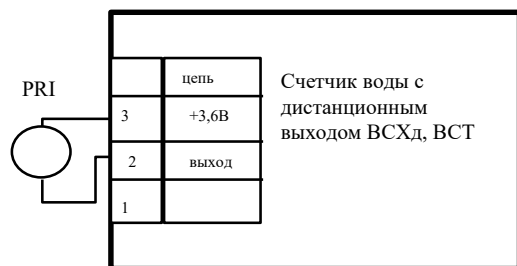 PRI
цепь
3 +3,6В
2 выход
1
Счетчик воды с
дистанционным
выходом ВСХд, ВСТ